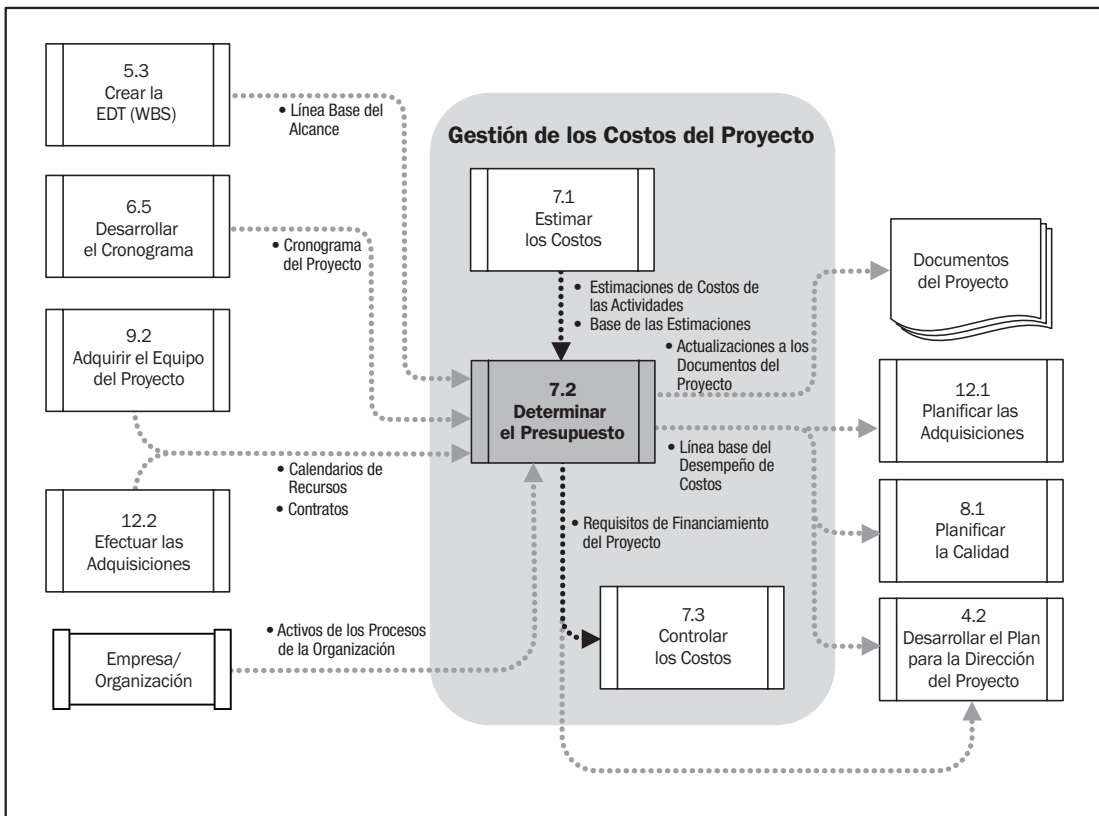 5.3
Crear la
EDT (WBS)
• Línea Base del
Alcance
Gestión de los Costos del Proyecto
6.5
Desarrollar
el Cronograma
• Cronograma
del Proyecto
7.1
Estimar
los Costos
• Estimaciones de Costos de
las Actividades
• Base de las Estimaciones
• Actualizaciones a los
Documentos del
Proyecto
Documentos
del Proyecto
9.2
Adquirir el Equipo
del Proyecto
7.2
Determinar
el Presupuesto
12.1
Planificar las
Adquisiciones
• Línea base del
Desempeño de
Costos
• Calendarios de
Recursos
• Contratos
12.2
Efectuar las
Adquisiciones
• Requisitos de Financiamiento
del Proyecto
8.1
Planificar
la Calidad
• Activos de los Procesos
de la Organización
Empresa/
Organización
7.3
Controlar
los Costos
4.2
Desarrollar el Plan
para la Dirección
del Proyecto